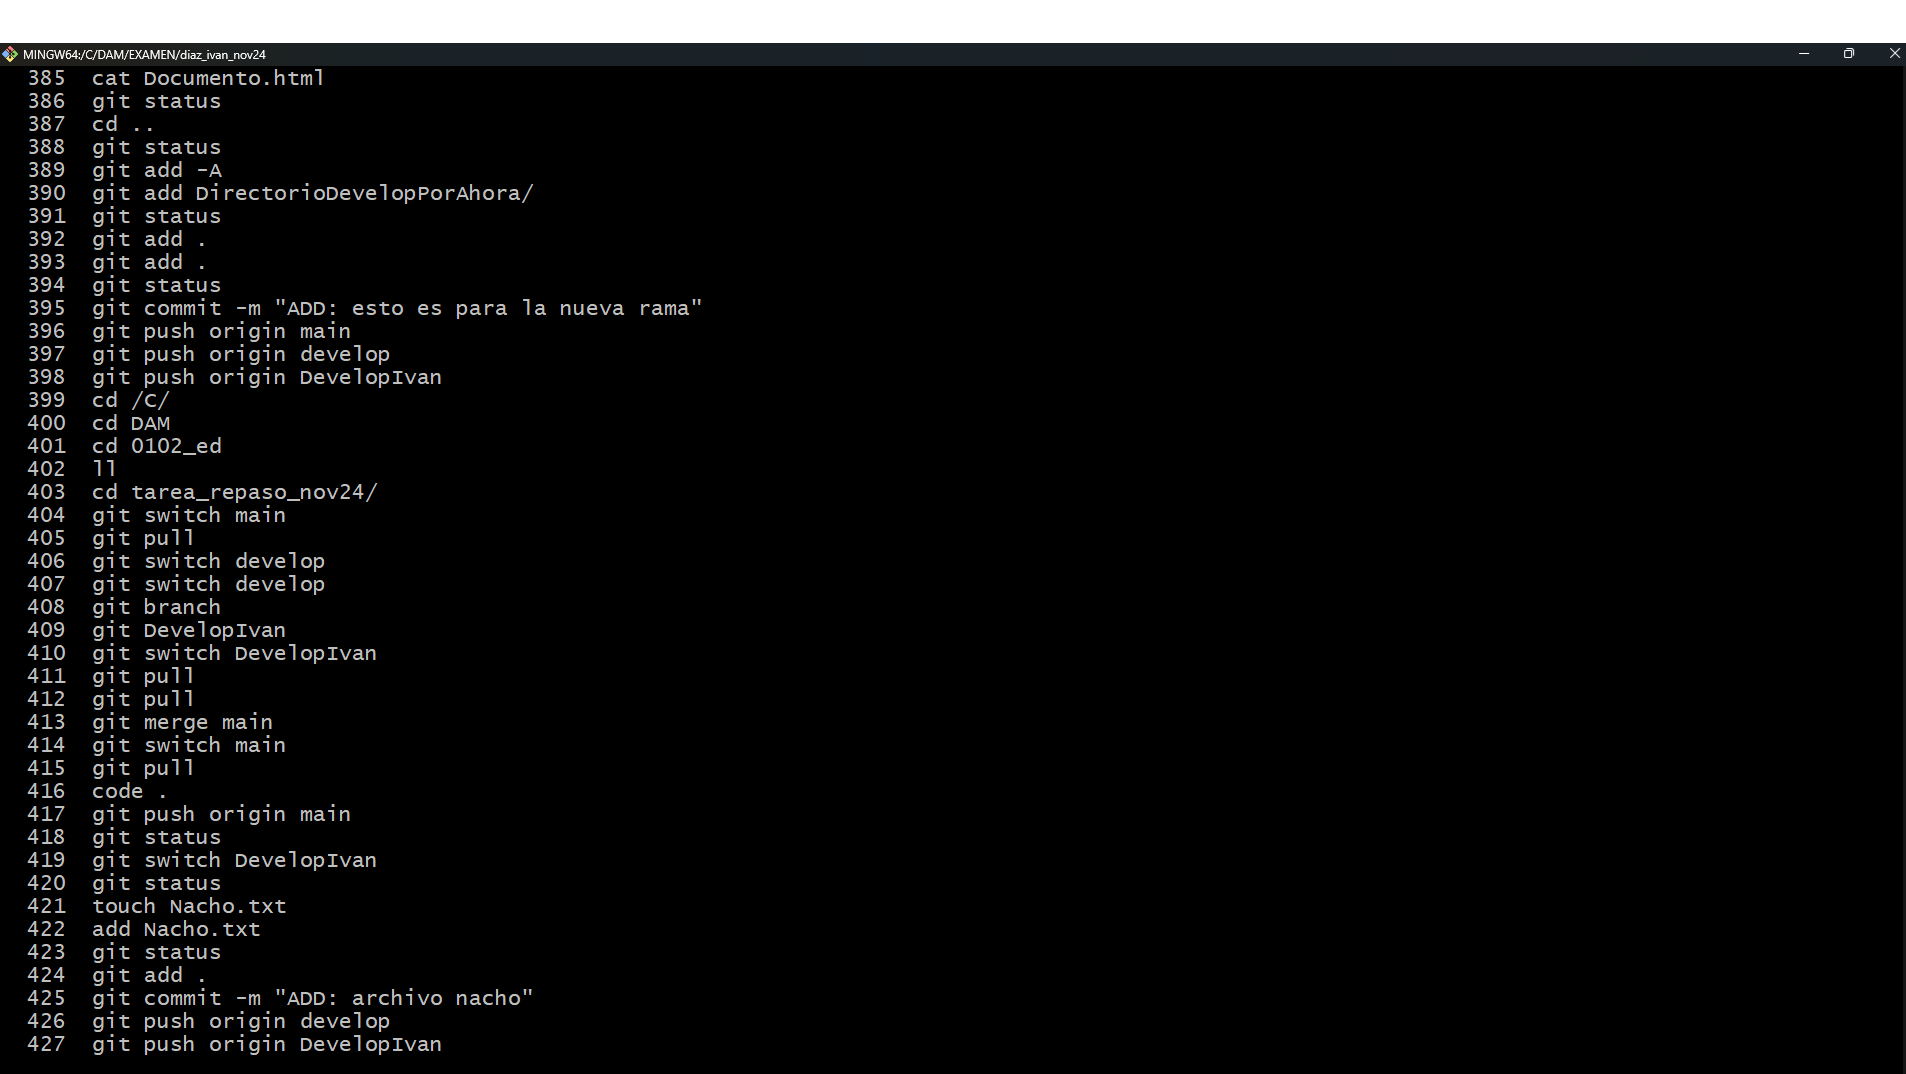 MINGW64:/C/DAM/EXAMEN/diaz_ivan_nov24
385 cat Documento.html
386 git status
387 cd ..
388 git status
389 git add -A
390 git add DirectorioDevelopPorAhora/
391 git status
392 git add .
393 git add .
394 git status
395 git commit -m "ADD: esto es para la nueva rama"
396 git push origin main
397 git push origin develop
398 git push origin DevelopIvan
399 cd /C/
400 cd DAM
401 cd 0102_ed
402 ll
403 cd tarea_repaso_nov24/
404 git switch main
405 git pull
406 git switch develop
407 git switch develop
408 git branch
409 git DevelopIvan
410 git switch DevelopIvan
411 git pull
412 git pull
413 git merge main
414 git switch main
415 git pull
416 code .
417 git push origin main
418 git status
419 git switch DevelopIvan
420 git status
421 touch Nacho.txt
422 add Nacho.txt
423 git status
424 git add .
425 git commit -m "ADD: archivo nacho"
426 git push origin develop
427 git push origin DevelopIvan